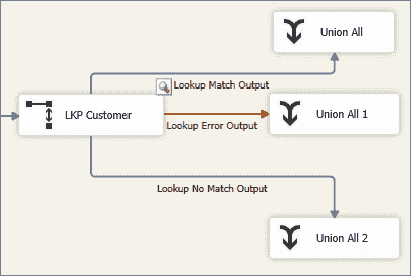 Union All
Lookup Match Output
LKP Customer
Union All 1
Lookup Error Output
Lookup No Match Output
Union All 2